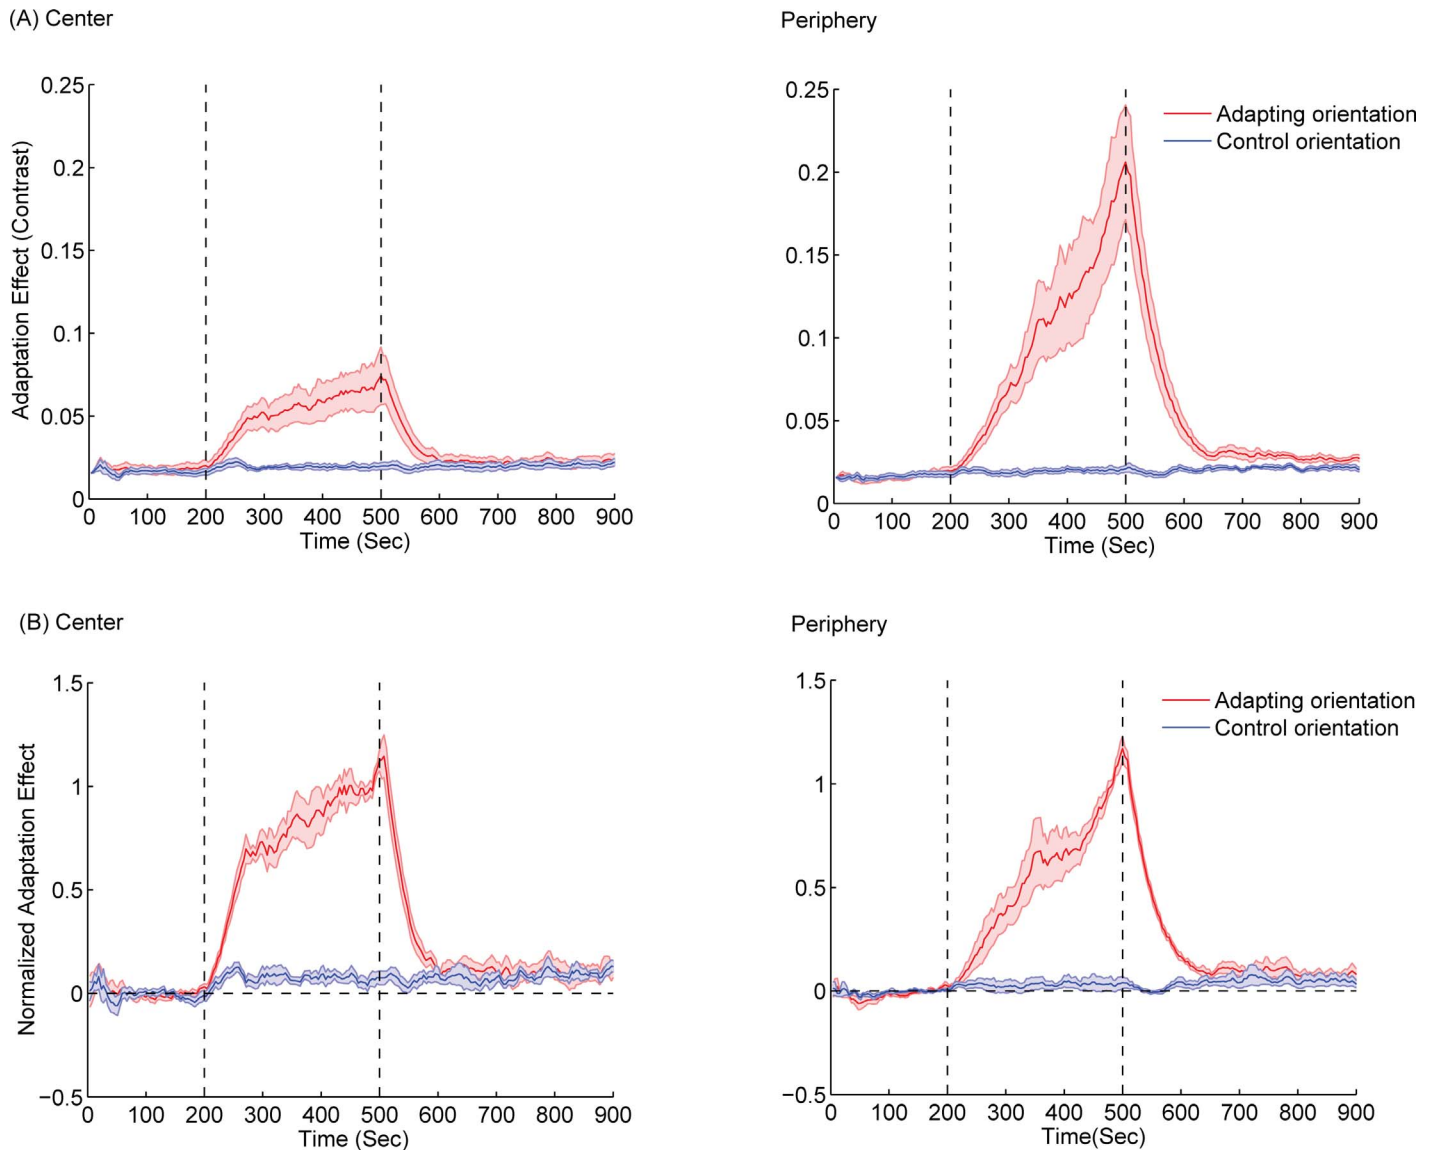 (A) Center
Periphery
Adaptation Effect (Contrast)
0.25
0.2
0.15
0.1
0.05
0
0 100 200 300 400 500 600 700 800 900
Time (Sec)
0.25
0.2
0.15
0.1
0.05
0
Adapting orientation
Control orientation
0 100 200 300 400 500 600 700 800 900
Time (Sec)
(B) Center
Periphery
Normalized Adaptation Effect
1.5
1
0.5
0
−0.5
0 100 200 300 400 500 600 700 800 900
Time (Sec)
1.5
1
0.5
0
−0.5
Adapting orientation
Control orientation
0 100 200 300 400 500 600 700 800 900
Time(Sec)